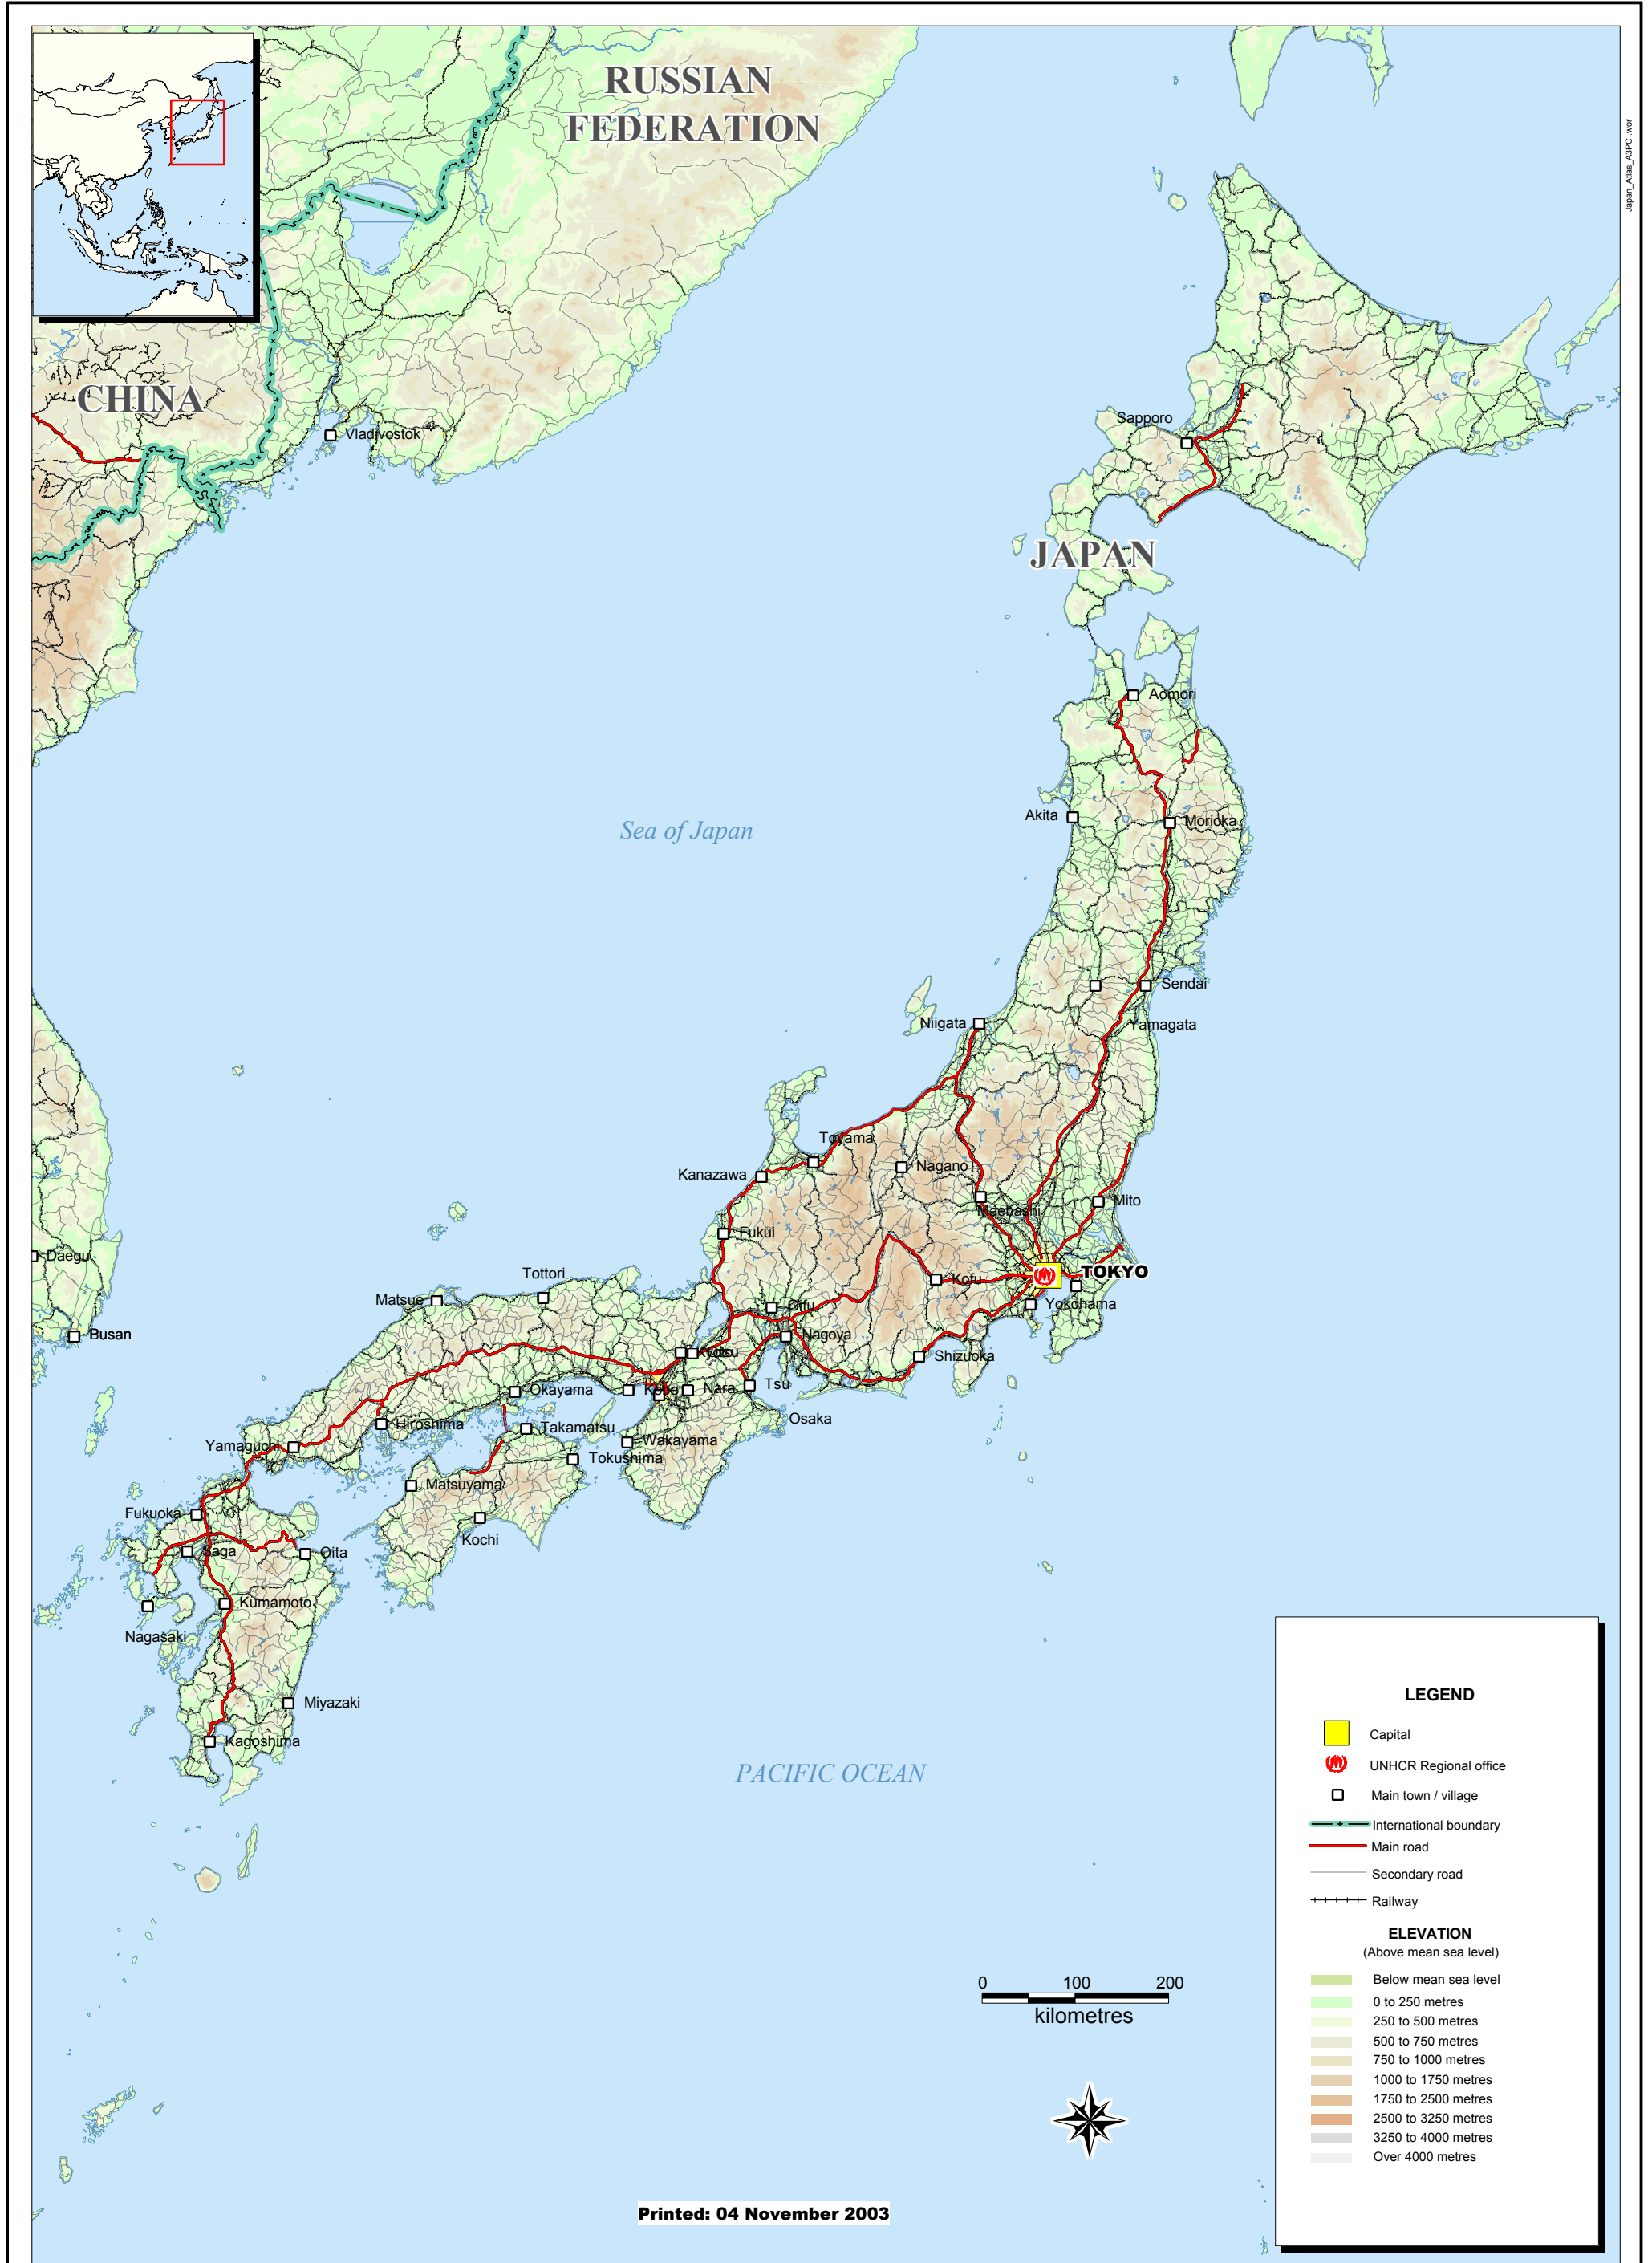 RUSSIAN
FEDERATION
Japan_Atlas_A3PC .wor
CHINA
Vladivostok
Sapporo
JAPAN
Aomori
Sea of Japan
Akita
Morioka
Sendai
Niigata
Yamagata
Toyama
Nagano
Kanazawa
Mito
Maebashi
Fukui
Daegu
TOKYO
Tottori
Kofu
Matsue
Gifu
Yokohama
Busan
Nagoya
Kyoto
Otsu
Shizuoka
Okayama
Kobe
Nara
Tsu
Osaka
Hiroshima
Takamatsu
Wakayama
Yamaguchi
Tokushima
Matsuyama
Fukuoka
Kochi
Saga
Oita
Kumamoto
Nagasaki
Miyazaki
Kagoshima
PACIFIC OCEAN
LEGEND
Capital
UNHCR Regional office
Main town / village
International boundary
Main road
Secondary road
Railway
ELEVATION
(Above mean sea level)
Below mean sea level
0 to 250 metres
250 to 500 metres
500 to 750 metres
750 to 1000 metres
1000 to 1750 metres
1750 to 2500 metres
2500 to 3250 metres
3250 to 4000 metres
Over 4000 metres
0 100 200
kilometres
Printed: 04 November 2003